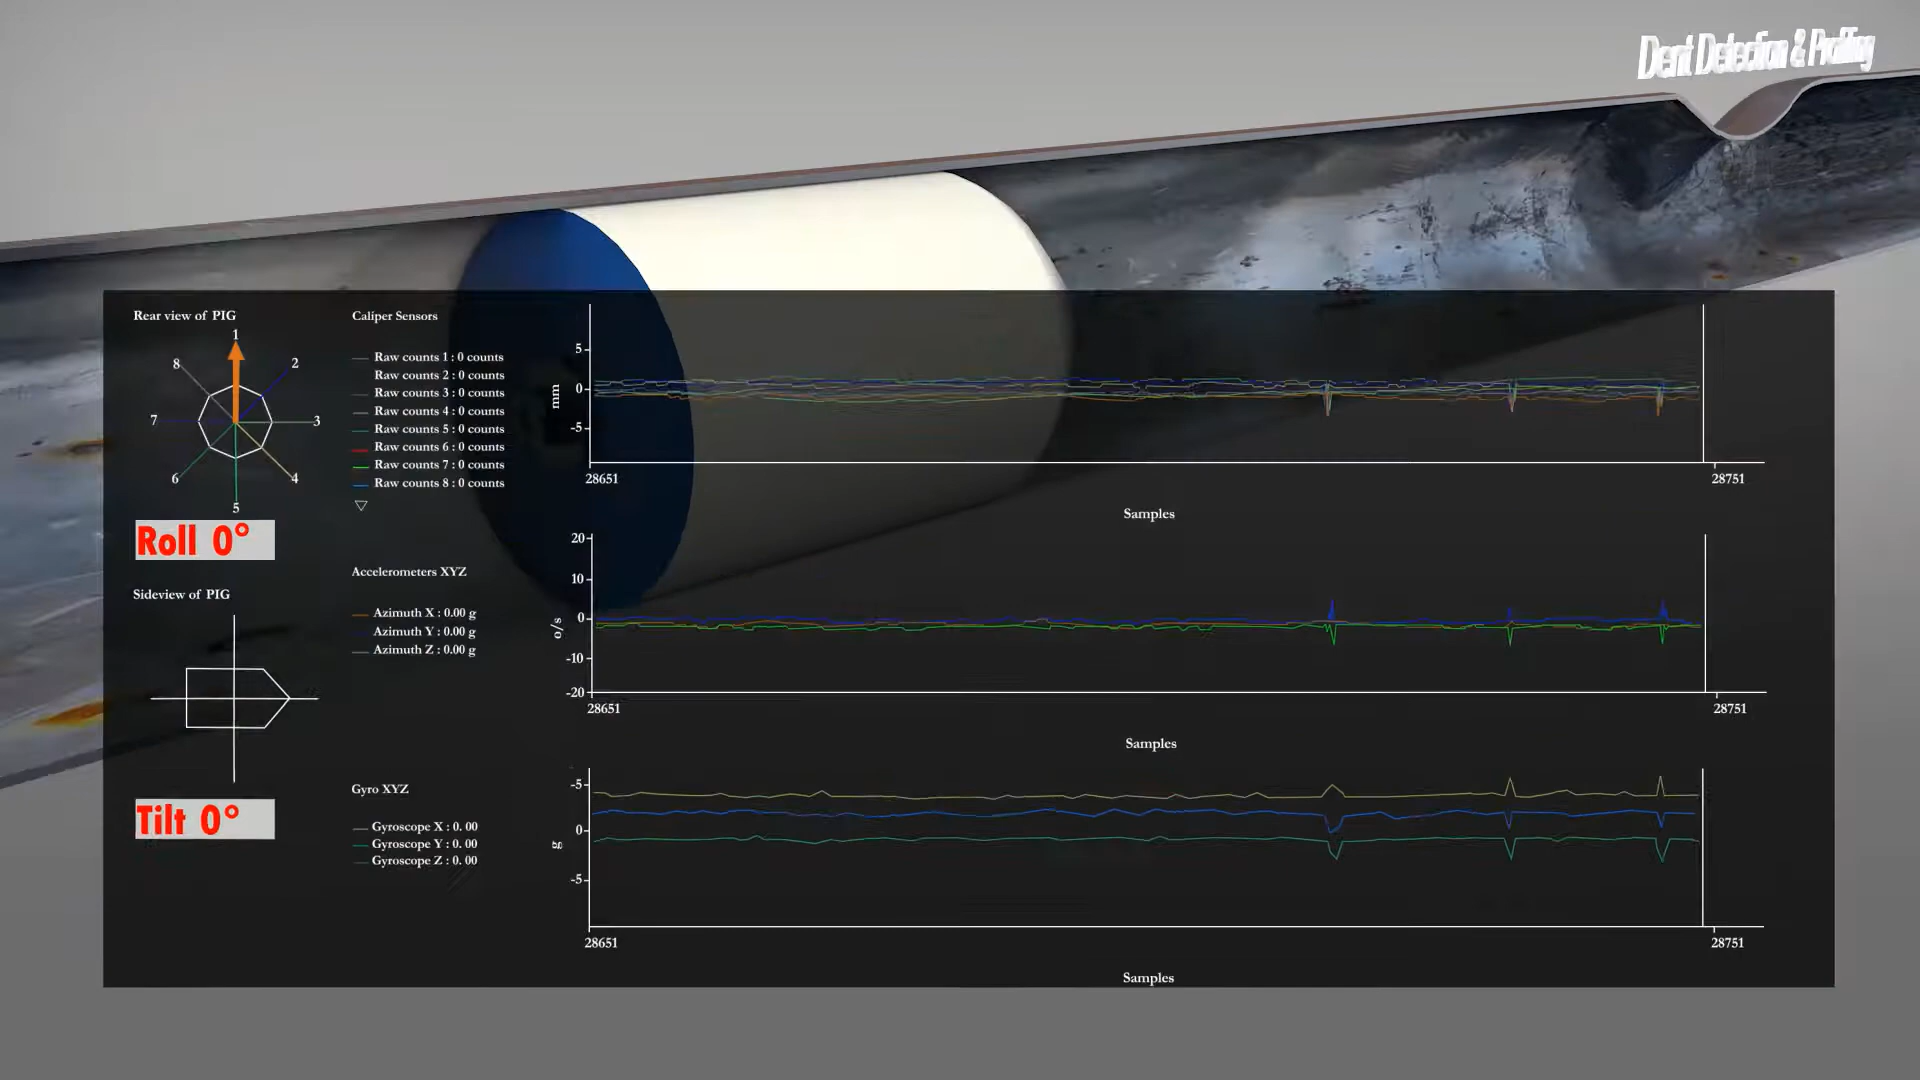 Dent Detection & Profiling
Rear view of PIG
1
2
3
4
5
6
7
8
Roll 0°
Sideview of PIG
Tilt 0°
Caliper Sensors
Raw counts 1 : 0 counts
Raw counts 2 : 0 counts
Raw counts 3 : 0 counts
Raw counts 4 : 0 counts
Raw counts 5 : 0 counts
Raw counts 6 : 0 counts
Raw counts 7 : 0 counts
Raw counts 8 : 0 counts
mm
5
0
-5
28651
28751
Samples
Accelerometers XYZ
Azimuth X : 0.00 g
Azimuth Y : 0.00 g
Azimuth Z : 0.00 g
o/s
20
10
0
-10
-20
28651
28751
Samples
Gyro XYZ
Gyroscope X : 0. 00
Gyroscope Y : 0. 00
Gyroscope Z : 0. 00
g
-5
0
-5
28651
28751
Samples